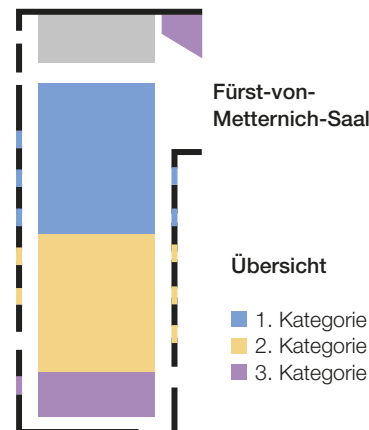 Fürst-von-
Metternich-Saal
Übersicht
1. Kategorie
2. Kategorie
3. Kategorie